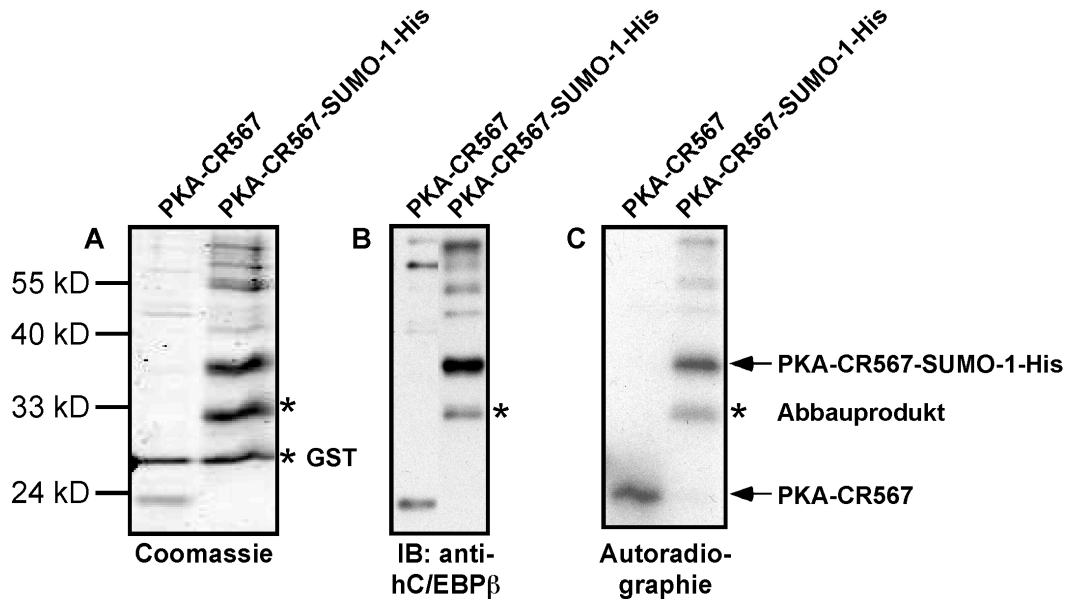 PKA-CR567
PKA-CR567-SUMO-1-His
PKA-CR567
PKA-CR567-SUMO-1-His
PKA-CR567
PKA-CR567-SUMO-1-His
A
B
C
55 kD
40 kD
33 kD
24 kD
*
* GST
*
PKA-CR567-SUMO-1-His
* Abbauprodukt
PKA-CR567
Coomassie
IB: anti-
hC/EBPβ
Autoradio-
graphie